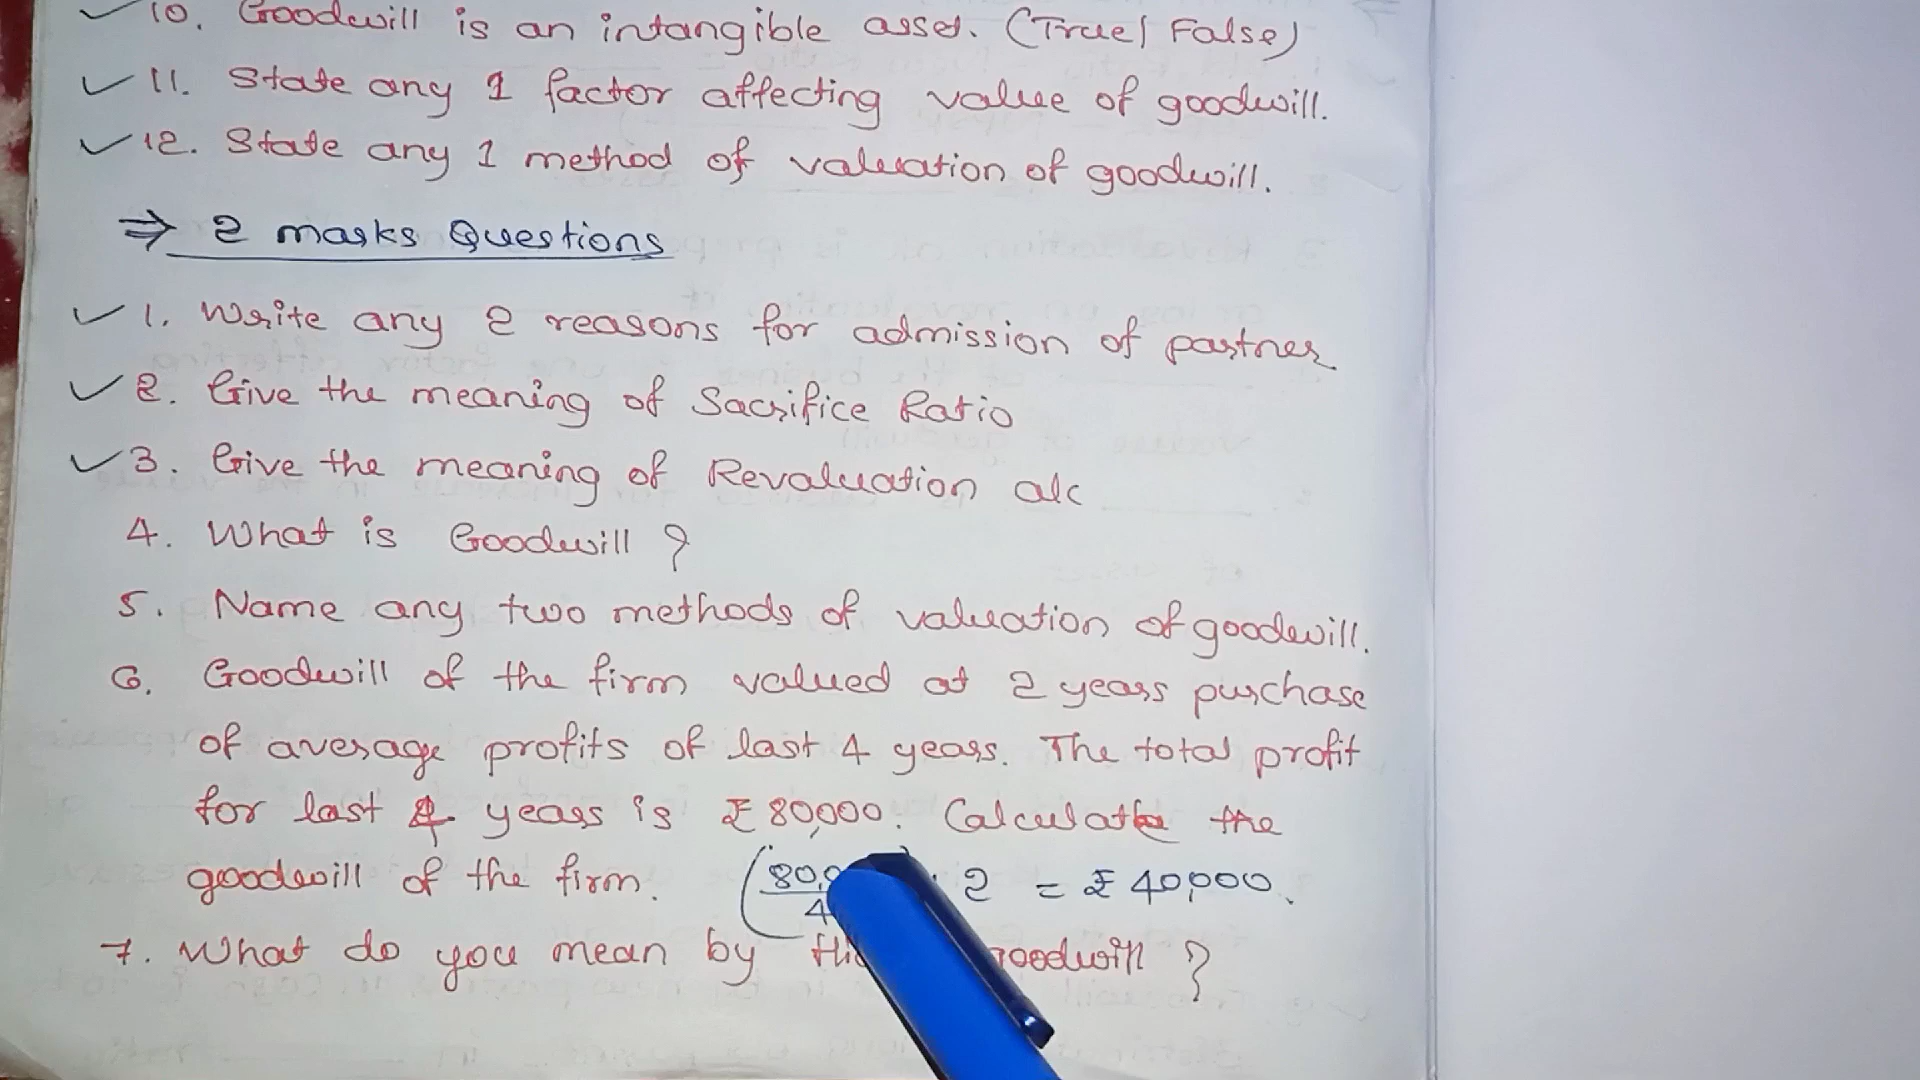 10. Goodwill is an intangible asset. (True/ False)
11. State any 1 factor affecting value of goodwill.
12. State any 1 method of valuation of goodwill.
⇒ 2 marks Questions
1. Write any 2 reasons for admission of partner
2. Give the meaning of Sacrifice Ratio
3. Give the meaning of Revaluation a/c
4. What is Goodwill ?
5. Name any two methods of valuation of goodwill.
6. Goodwill of the firm valued at 2 years purchase
of average profits of last 4 years. The total profit
for last 4 years is ₹ 80,000. Calculate the
goodwill of the firm. 2 = ₹ 40,000.
7. What do you mean by goodwill ?